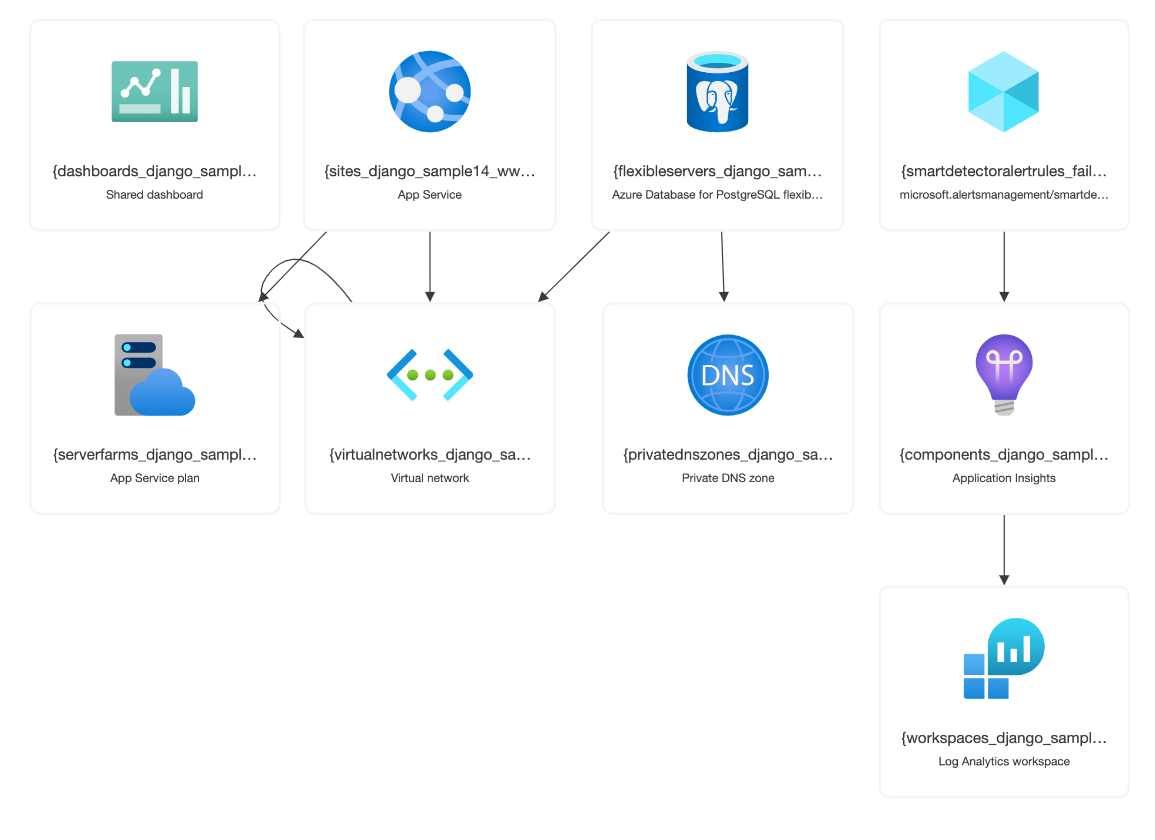 {dashboards_django_sampl…
Shared dashboard
{sites_django_sample14_ww…
App Service
{flexibleservers_django_sam…
Azure Database for PostgreSQL flexib…
{smartdetectoralertrules_fail…
microsoft.alertsmanagement/smartde…
{serverfarms_django_sampl…
App Service plan
{virtualnetworks_django_sa…
Virtual network
DNS
{privatednszones_django_sa…
Private DNS zone
{components_django_sampl…
Application Insights
{workspaces_django_sampl…
Log Analytics workspace